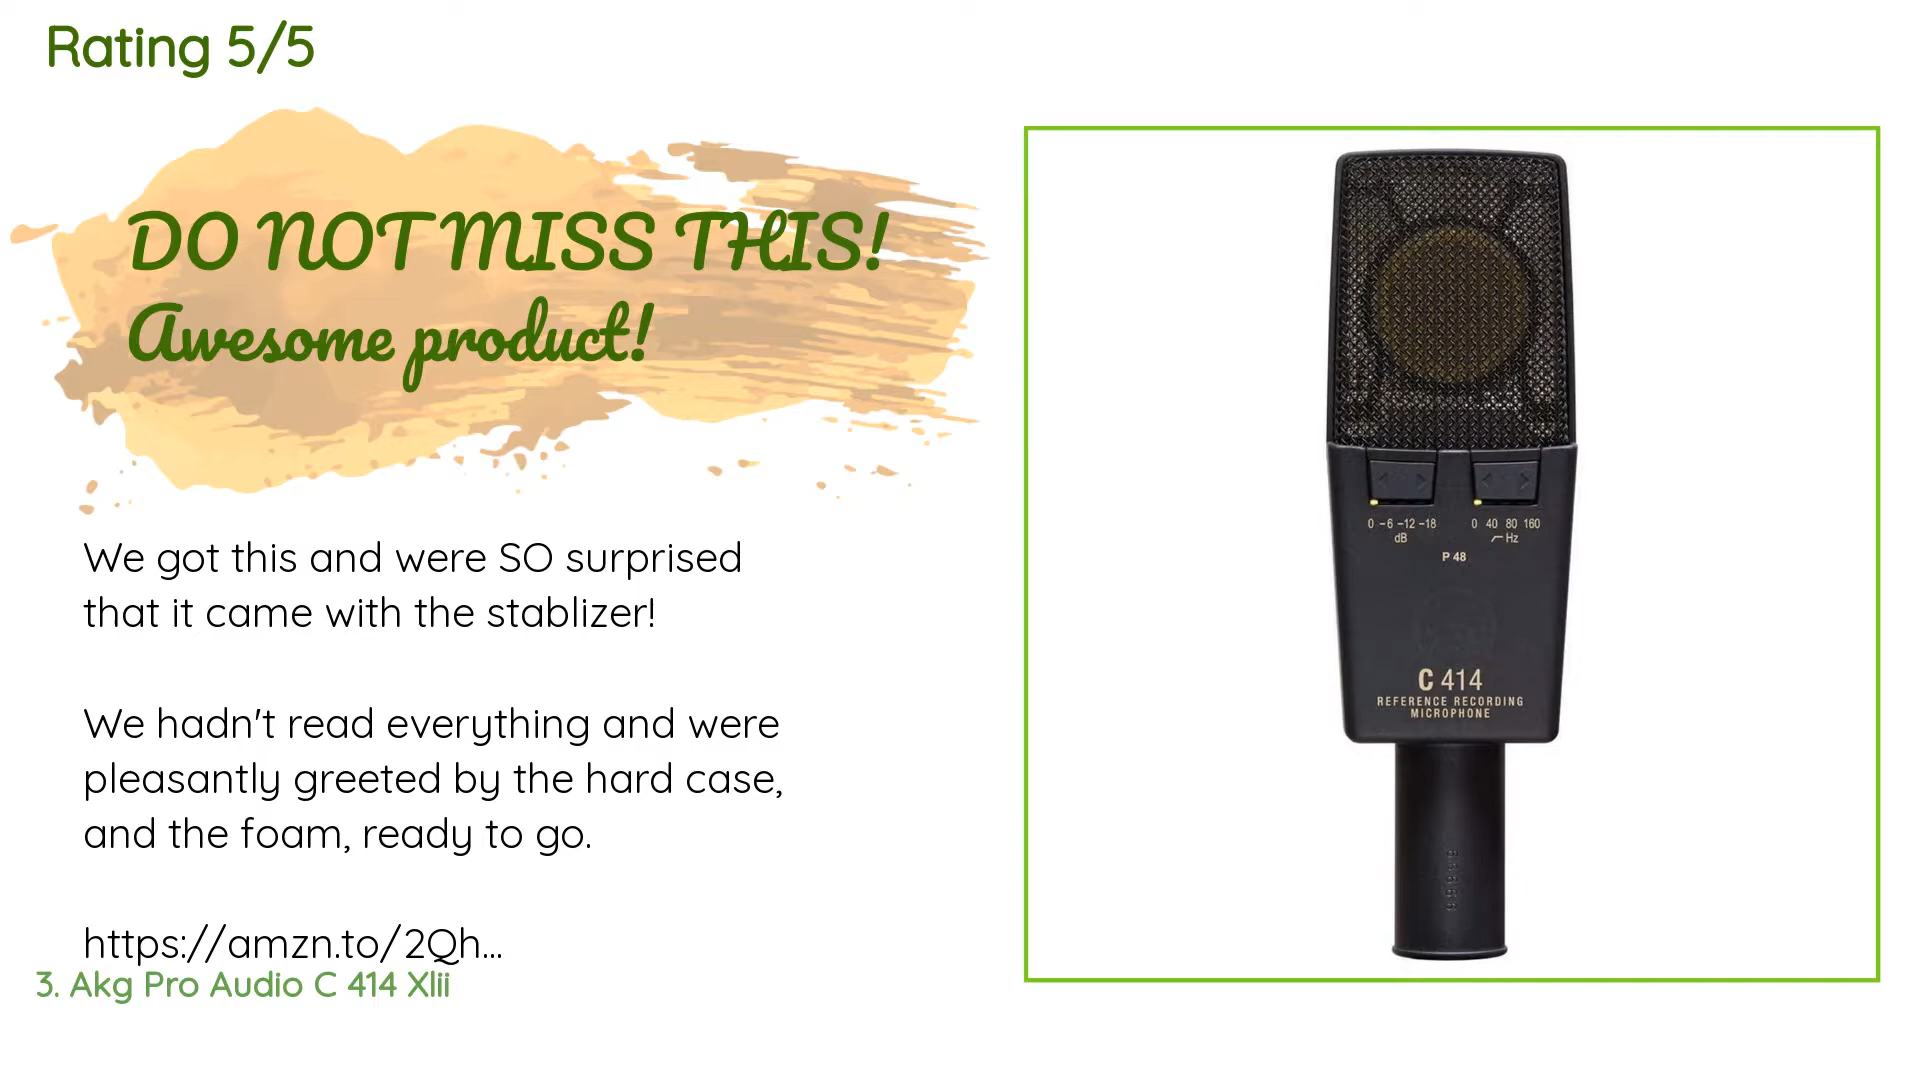 Rating 5/5
DO NOT MISS THIS!
Awesome product!
We got this and were SO surprised
that it came with the stablizer!
We hadn't read everything and were
pleasantly greeted by the hard case,
and the foam, ready to go.
https://amzn.to/2Qh...
3. Akg Pro Audio C 414 Xlii
0 -6 -12 -18
dB
0 40 80 160
Hz
P 48
C 414
REFERENCE RECORDING
MICROPHONE